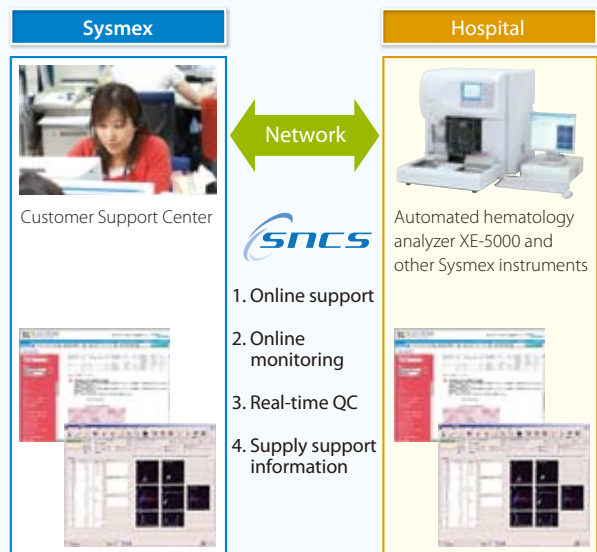 Sysmex
Hospital
Network
Customer Support Center
Automated hematology
analyzer XE-5000 and
other Sysmex instruments
sncs
1. Online support
2. Online
monitoring
3. Real-time QC
4. Supply support
information